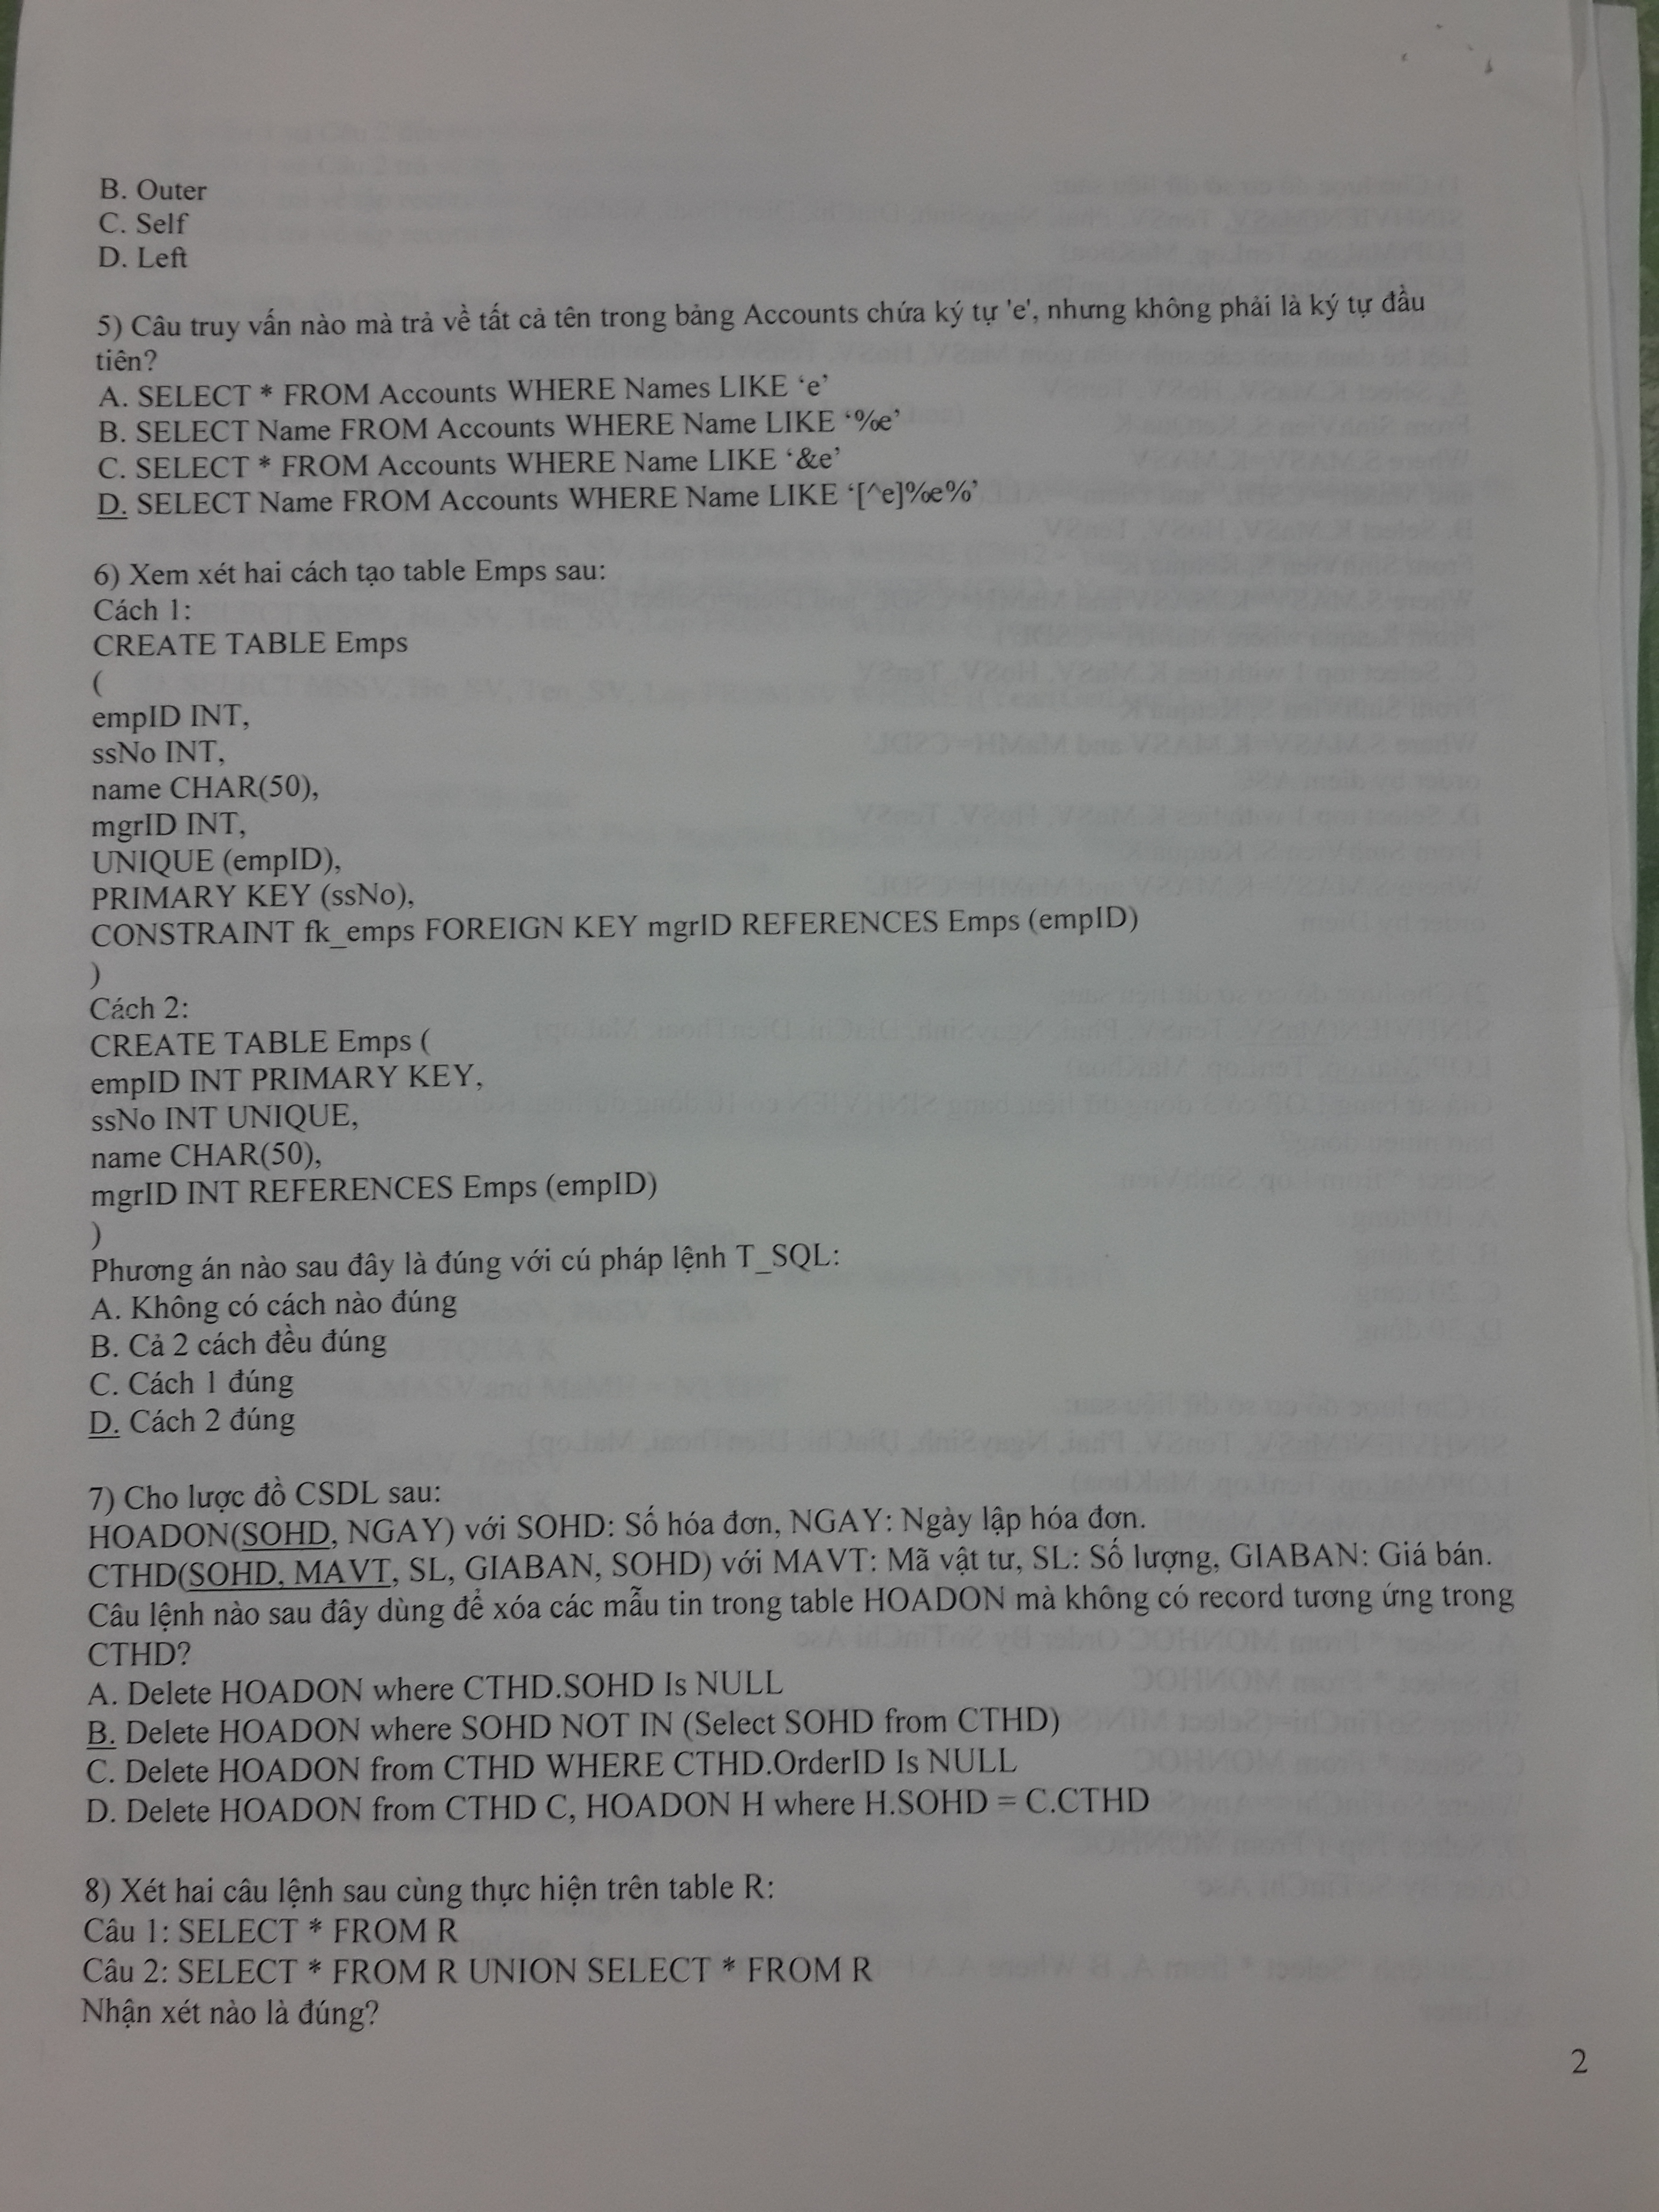 B. Outer
C. Self
D. Left
5) Câu truy vấn nào mà trả về tất cả tên trong bảng Accounts chứa ký tự 'e', nhưng không phải là ký tự đầu
tiên?
A. SELECT * FROM Accounts WHERE Names LIKE ‘e’
B. SELECT Name FROM Accounts WHERE Name LIKE ‘%e’
C. SELECT * FROM Accounts WHERE Name LIKE ‘&e’
D. SELECT Name FROM Accounts WHERE Name LIKE ‘[^e]%e%’
6) Xem xét hai cách tạo table Emps sau:
Cách 1:
CREATE TABLE Emps
(
empID INT,
ssNo INT,
name CHAR(50),
mgrID INT,
UNIQUE (empID),
PRIMARY KEY (ssNo),
CONSTRAINT fk_emps FOREIGN KEY mgrID REFERENCES Emps (empID)
)
Cách 2:
CREATE TABLE Emps (
empID INT PRIMARY KEY,
ssNo INT UNIQUE,
name CHAR(50),
mgrID INT REFERENCES Emps (empID)
)
Phương án nào sau đây là đúng với cú pháp lệnh T_SQL:
A. Không có cách nào đúng
B. Cả 2 cách đều đúng
C. Cách 1 đúng
D. Cách 2 đúng
7) Cho lược đồ CSDL sau:
HOADON(SOHD, NGAY) với SOHD: Số hóa đơn, NGAY: Ngày lập hóa đơn.
CTHD(SOHD, MAVT, SL, GIABAN, SOHD) với MAVT: Mã vật tư, SL: Số lượng, GIABAN: Giá bán.
Câu lệnh nào sau đây dùng để xóa các mẫu tin trong table HOADON mà không có record tương ứng trong
CTHD?
A. Delete HOADON where CTHD.SOHD Is NULL
B. Delete HOADON where SOHD NOT IN (Select SOHD from CTHD)
C. Delete HOADON from CTHD WHERE CTHD.OrderID Is NULL
D. Delete HOADON from CTHD C, HOADON H where H.SOHD = C.CTHD
8) Xét hai câu lệnh sau cùng thực hiện trên table R:
Câu 1: SELECT * FROM R
Câu 2: SELECT * FROM R UNION SELECT * FROM R
Nhận xét nào là đúng?
2